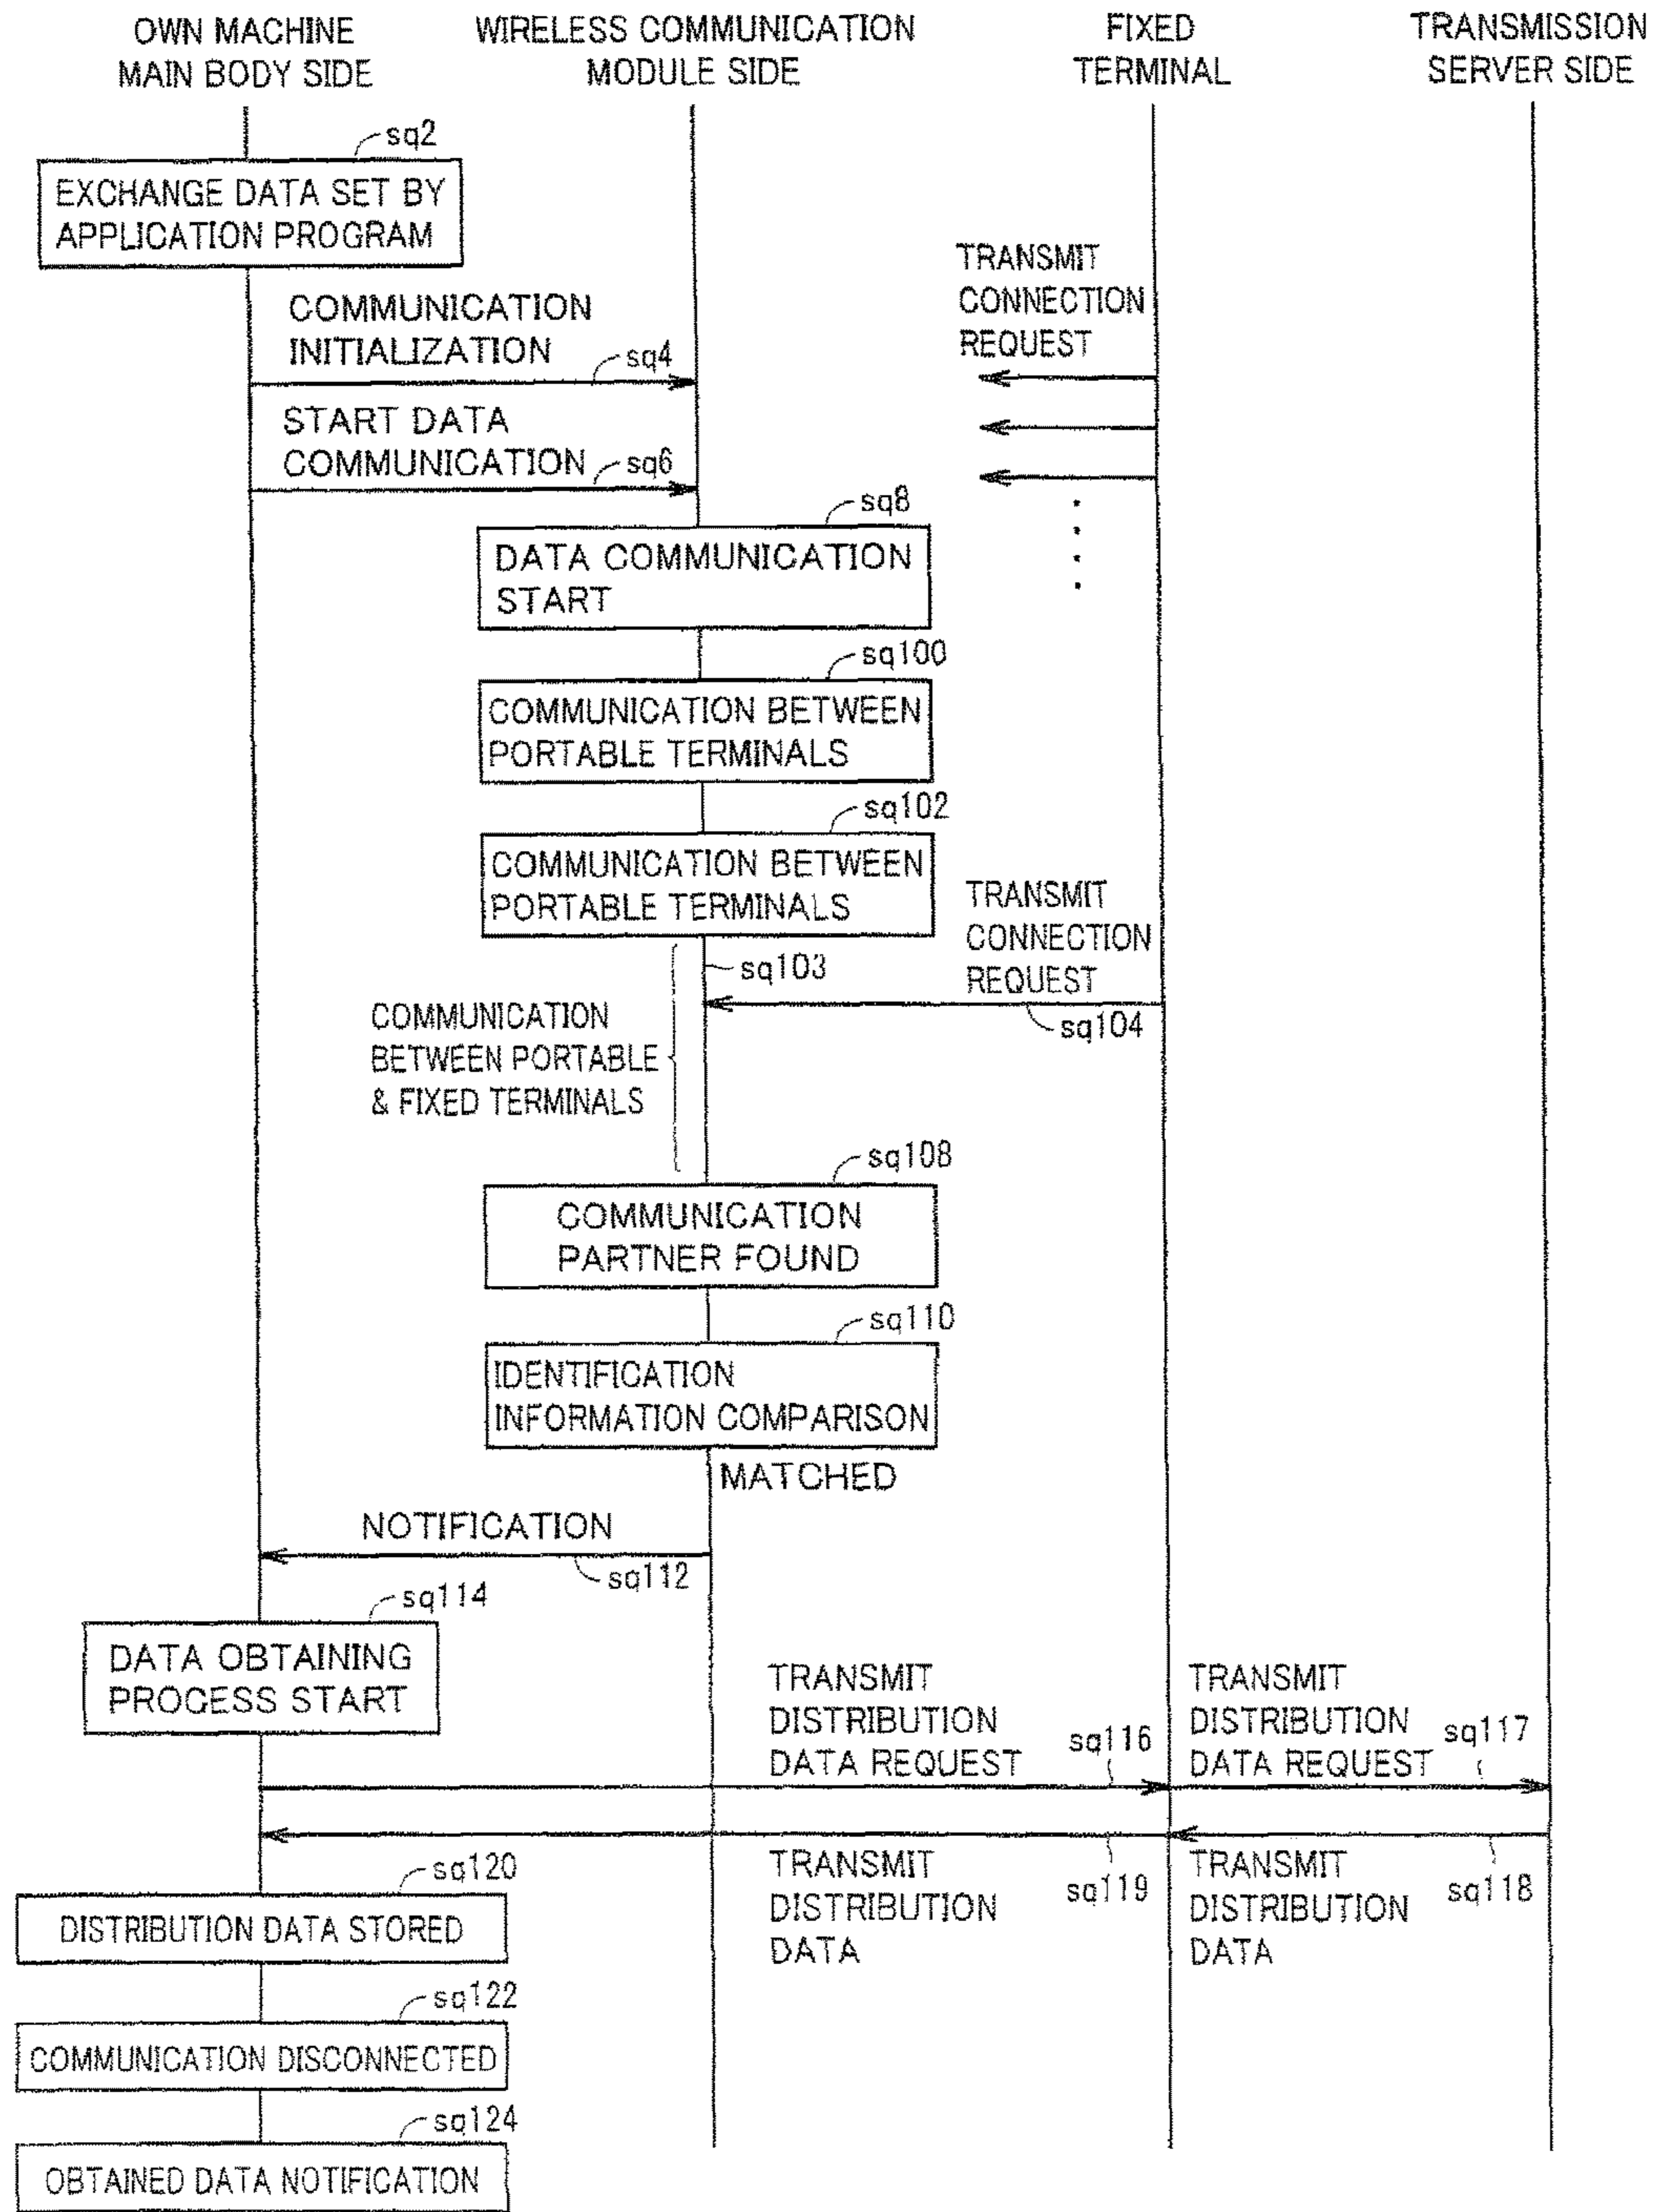 OWN MACHINE
MAIN BODY SIDE
WIRELESS COMMUNICATION
MODULE SIDE
FIXED
TERMINAL
TRANSMISSION
SERVER SIDE
sq2
EXCHANGE DATA SET BY
APPLICATION PROGRAM
TRANSMIT
CONNECTION
REQUEST
COMMUNICATION
INITIALIZATION
sq4
START DATA
COMMUNICATION
sq6
sq8
DATA COMMUNICATION
START
sq100
COMMUNICATION BETWEEN
PORTABLE TERMINALS
sq102
COMMUNICATION BETWEEN
PORTABLE TERMINALS
TRANSMIT
CONNECTION
REQUEST
sq103
sq104
COMMUNICATION
BETWEEN PORTABLE
& FIXED TERMINALS
sq108
COMMUNICATION
PARTNER FOUND
sq110
IDENTIFICATION
INFORMATION COMPARISON
MATCHED
NOTIFICATION
sq112
sq114
DATA OBTAINING
PROCESS START
TRANSMIT
DISTRIBUTION
DATA REQUEST
sq116
TRANSMIT
DISTRIBUTION
DATA REQUEST
sq117
TRANSMIT
DISTRIBUTION
DATA
sq119
TRANSMIT
DISTRIBUTION
DATA
sq118
sq120
DISTRIBUTION DATA STORED
sq122
COMMUNICATION DISCONNECTED
sq124
OBTAINED DATA NOTIFICATION